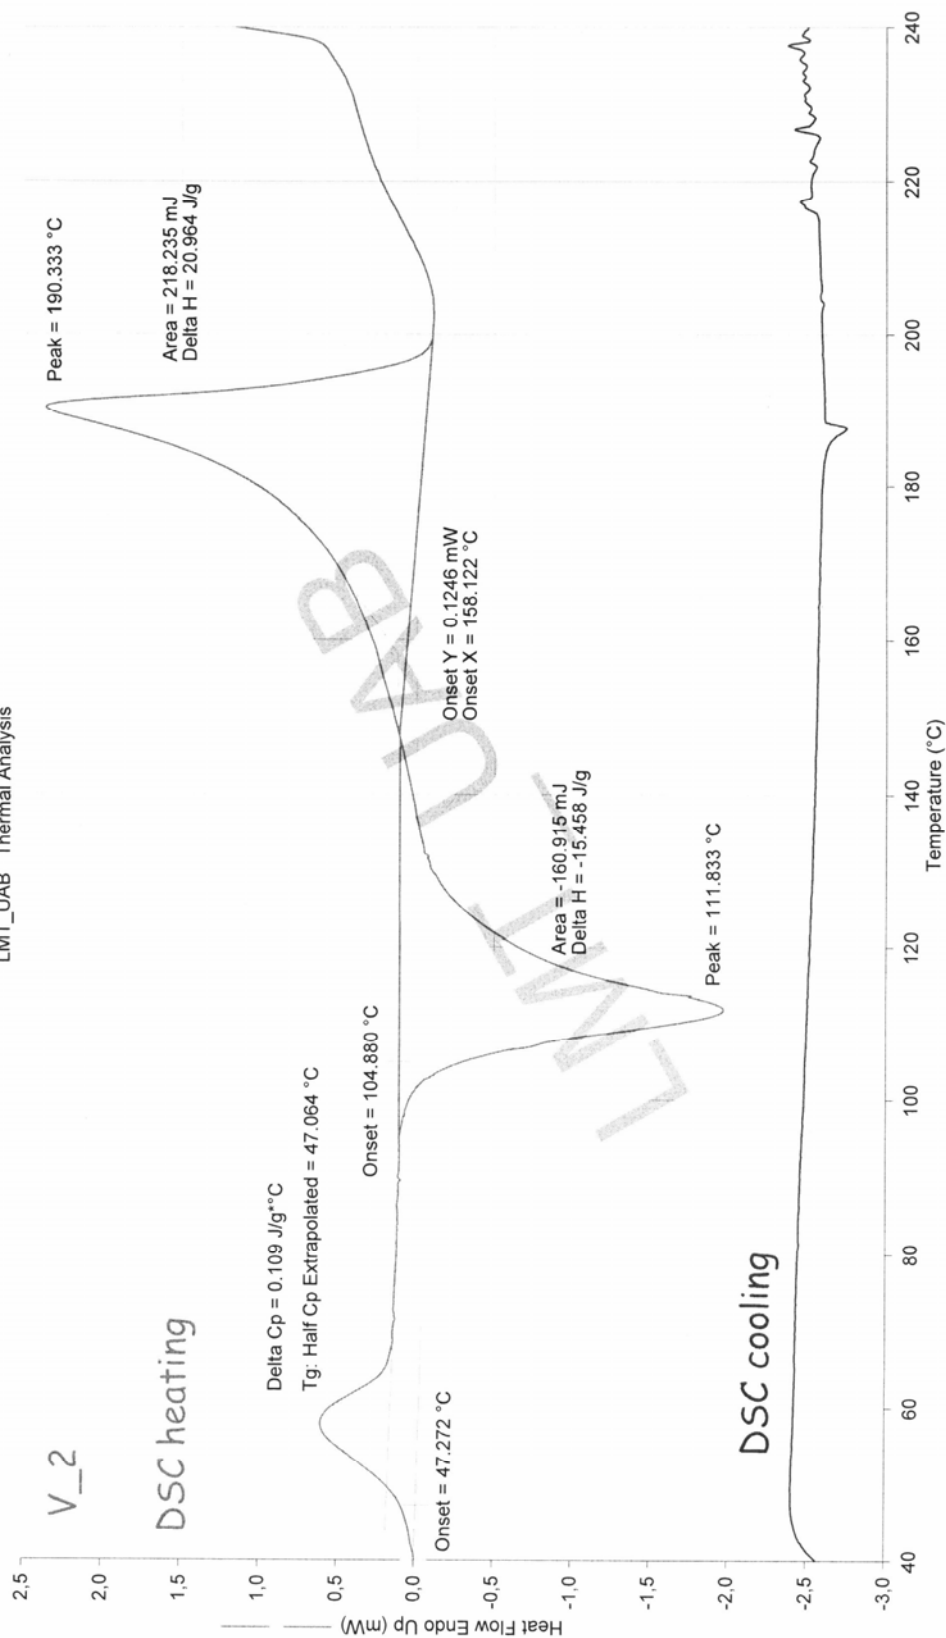 LMT_UAB Thermal Analysis
V_2
DSC heating
Peak = 190.333 °C
Area = 218.235 mJ
Delta H = 20.964 J/g
Delta Cp = 0.109 J/g*°C
Tg: Half Cp Extrapolated = 47.064 °C
Onset = 104.880 °C
Onset = 47.272 °C
Onset Y = 0.1246 mW
Onset X = 158.122 °C
Area = -160.915 mJ
Delta H = -15.458 J/g
Peak = 111.833 °C
LMT UAB
DSC cooling
Heat Flow Endo Up (mW)
2,5
2,0
1,5
1,0
0,5
0,0
-0,5
-1,0
-1,5
-2,0
-2,5
-3,0
40
60
80
100
120
140
160
180
200
220
240
Temperature (°C)